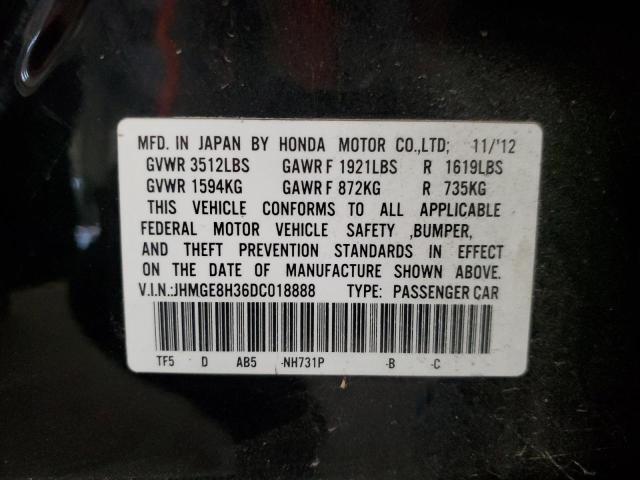 MFD. IN JAPAN BY HONDA MOTOR CO.,LTD; 11/'12
GVWR 3512LBS GAWR F 1921LBS R 1619LBS
GVWR 1594KG GAWR F 872KG R 735KG
THIS VEHICLE CONFORMS TO ALL APPLICABLE
FEDERAL MOTOR VEHICLE SAFETY ,BUMPER,
AND THEFT PREVENTION STANDARDS IN EFFECT
ON THE DATE OF MANUFACTURE SHOWN ABOVE.
V.I.N.:JHMGE8H36DC018888 TYPE: PASSENGER CAR
TF5 D AB5 -NH731P -B -C